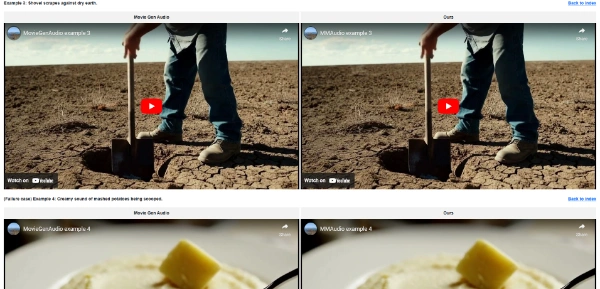 Example 3: Shovel scrapes against dry earth.
Back to index
Movie Gen Audio
Ours
MovieGenAudio example 3
Share
MMAudio example 3
Share
Watch on YouTube
Watch on YouTube
(Failure case) Example 4: Creamy sound of mashed potatoes being scooped.
Back to index
Movie Gen Audio
Ours
MovieGenAudio example 4
Share
MMAudio example 4
Share